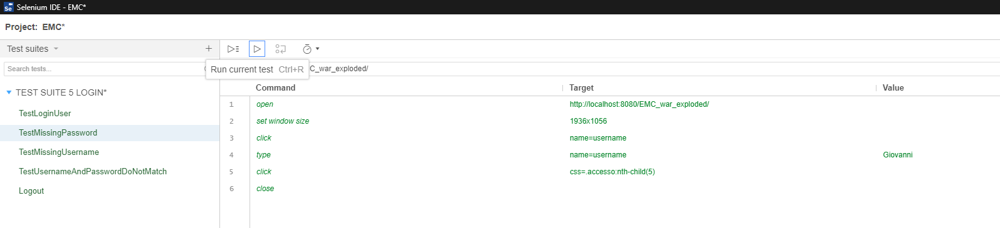 Se Selenium IDE - EMC*
Project: EMC*
Test suites
Search tests...
Run current test Ctrl+R
C_war_exploded/
Command Target Value
TEST SUITE 5 LOGIN*
TestLoginUser
TestMissingPassword
TestMissingUsername
TestUsernameAndPasswordDoNotMatch
Logout
1 open http://localhost:8080/EMC_war_exploded/
2 set window size 1936x1056
3 click name=username
4 type name=username Giovanni
5 click css=.accesso:nth-child(5)
6 close